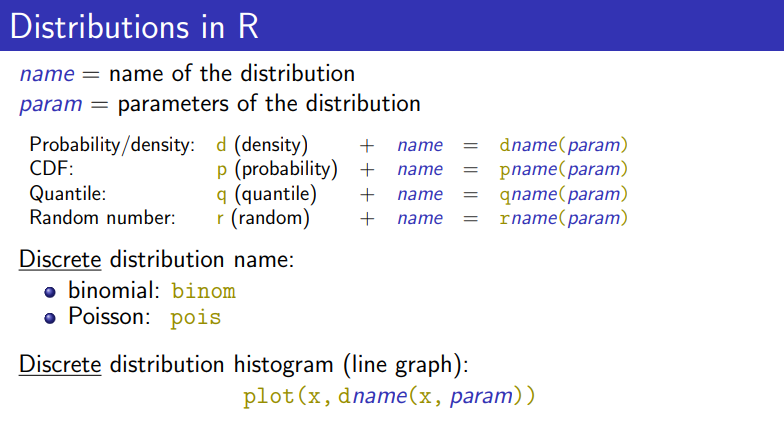 Distributions in R
name = name of the distribution
param = parameters of the distribution
Probability/density: d (density) + name = dname(param)
CDF: p (probability) + name = pname(param)
Quantile: q (quantile) + name = qname(param)
Random number: r (random) + name = rname(param)
Discrete distribution name:
binomial: binom
Poisson: pois
Discrete distribution histogram (line graph):
plot(x, dname(x, param))